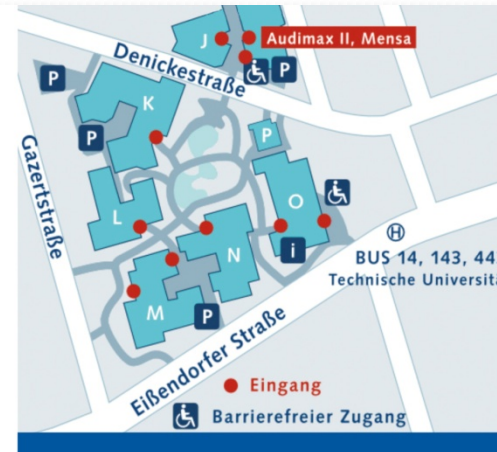 J
Audimax II, Mensa
Denickestraße
P
P
K
P
P
Gazertstraße
L
O
i
N
M
P
H
BUS 14, 143, 44
Technische Universit
Eißendorfer Straße
Eingang
Barrierefreier Zugang